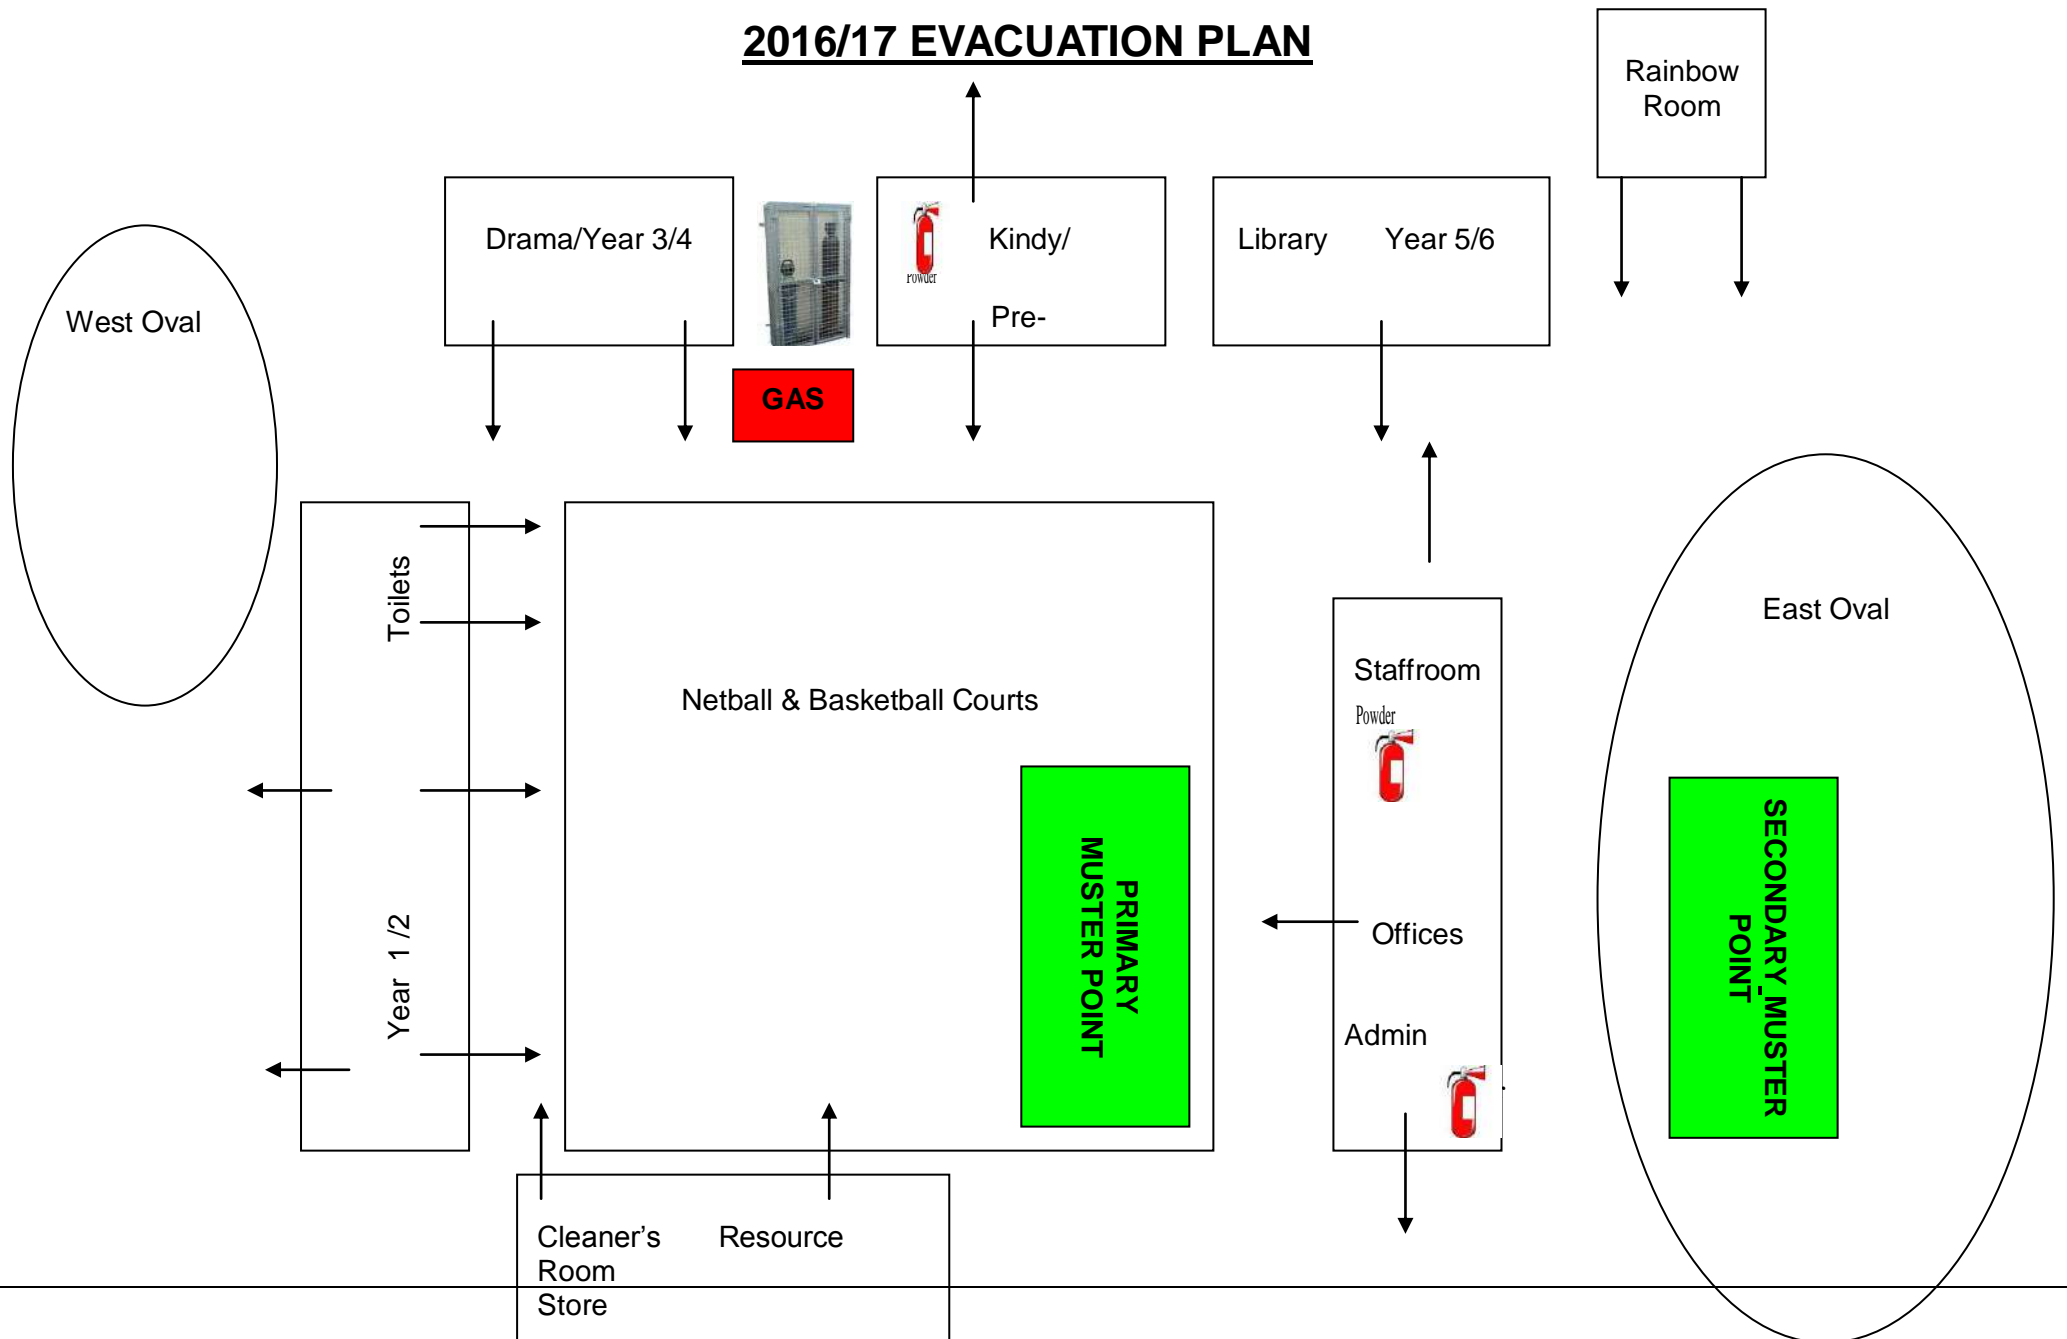 2016/17 EVACUATION PLAN
Rainbow
Room
Drama/Year 3/4
Powder
Kindy/
Pre-
Library Year 5/6
West Oval
GAS
Toilets
Year 1 /2
Netball & Basketball Courts
PRIMARY
MUSTER POINT
Staffroom
Powder
Offices
Admin
East Oval
SECONDARY MUSTER
POINT
Cleaner’s
Room
Store
Resource